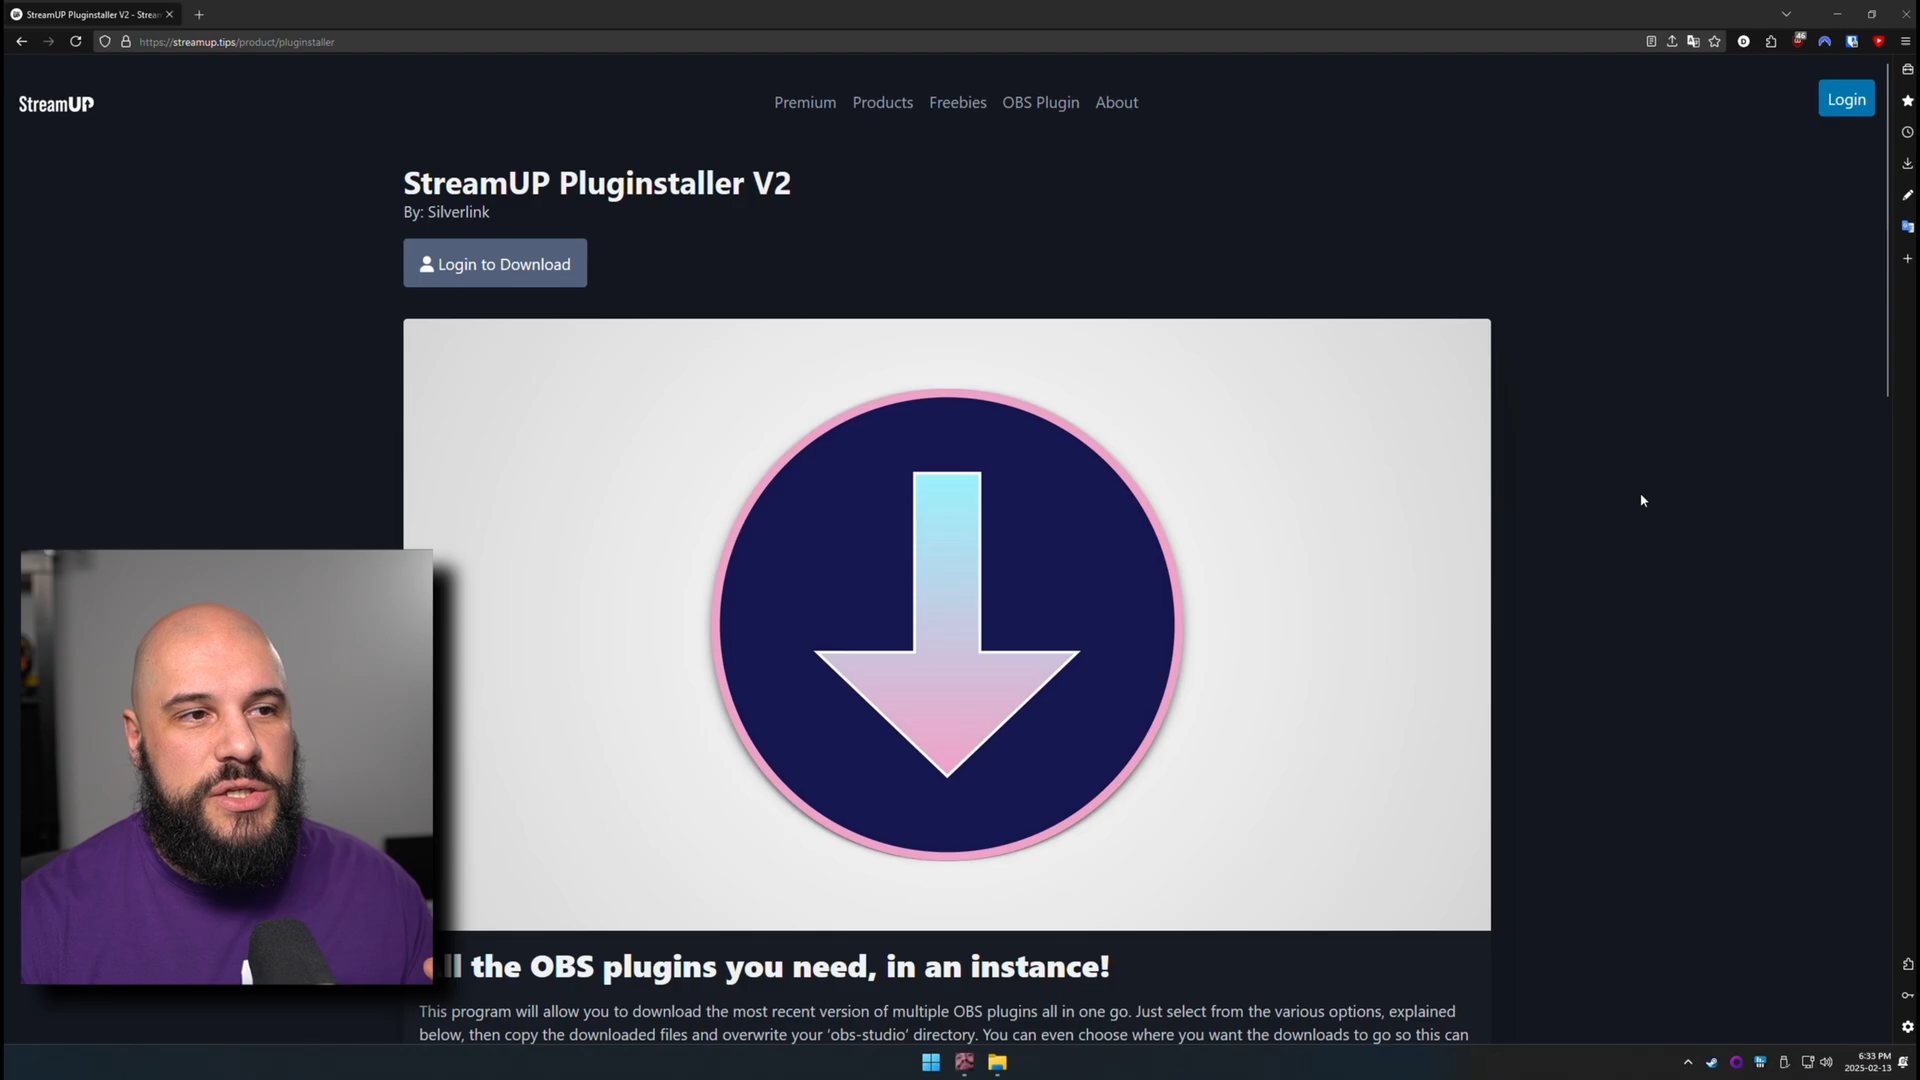 StreamUP Pluginstaller V2 - Strea
https://streamup.tips/product/pluginstaller
46
StreamUP
Premium
Products
Freebies
OBS Plugin
About
Login
StreamUP Pluginstaller V2
By: Silverlink
Login to Download
ll the OBS plugins you need, in an instance!
This program will allow you to download the most recent version of multiple OBS plugins all in one go. Just select from the various options, explained
below, then copy the downloaded files and overwrite your ‘obs-studio’ directory. You can even choose where you want the downloads to go so this can
6:33 PM
2025-02-13